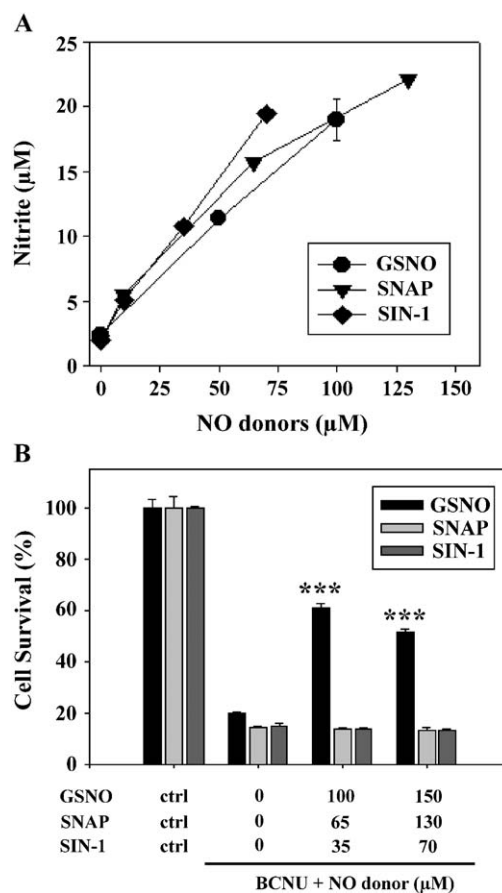 A
25
20
15
10
5
0
Nitrite (µM)
GSNO
SNAP
SIN-1
0 25 50 75 100 125 150
NO donors (µM)
B
100
80
60
40
20
0
Cell Survival (%)
GSNO
SNAP
SIN-1
***
***
GSNO ctrl 0 100 150
SNAP ctrl 0 65 130
SIN-1 ctrl 0 35 70
BCNU + NO donor (µM)